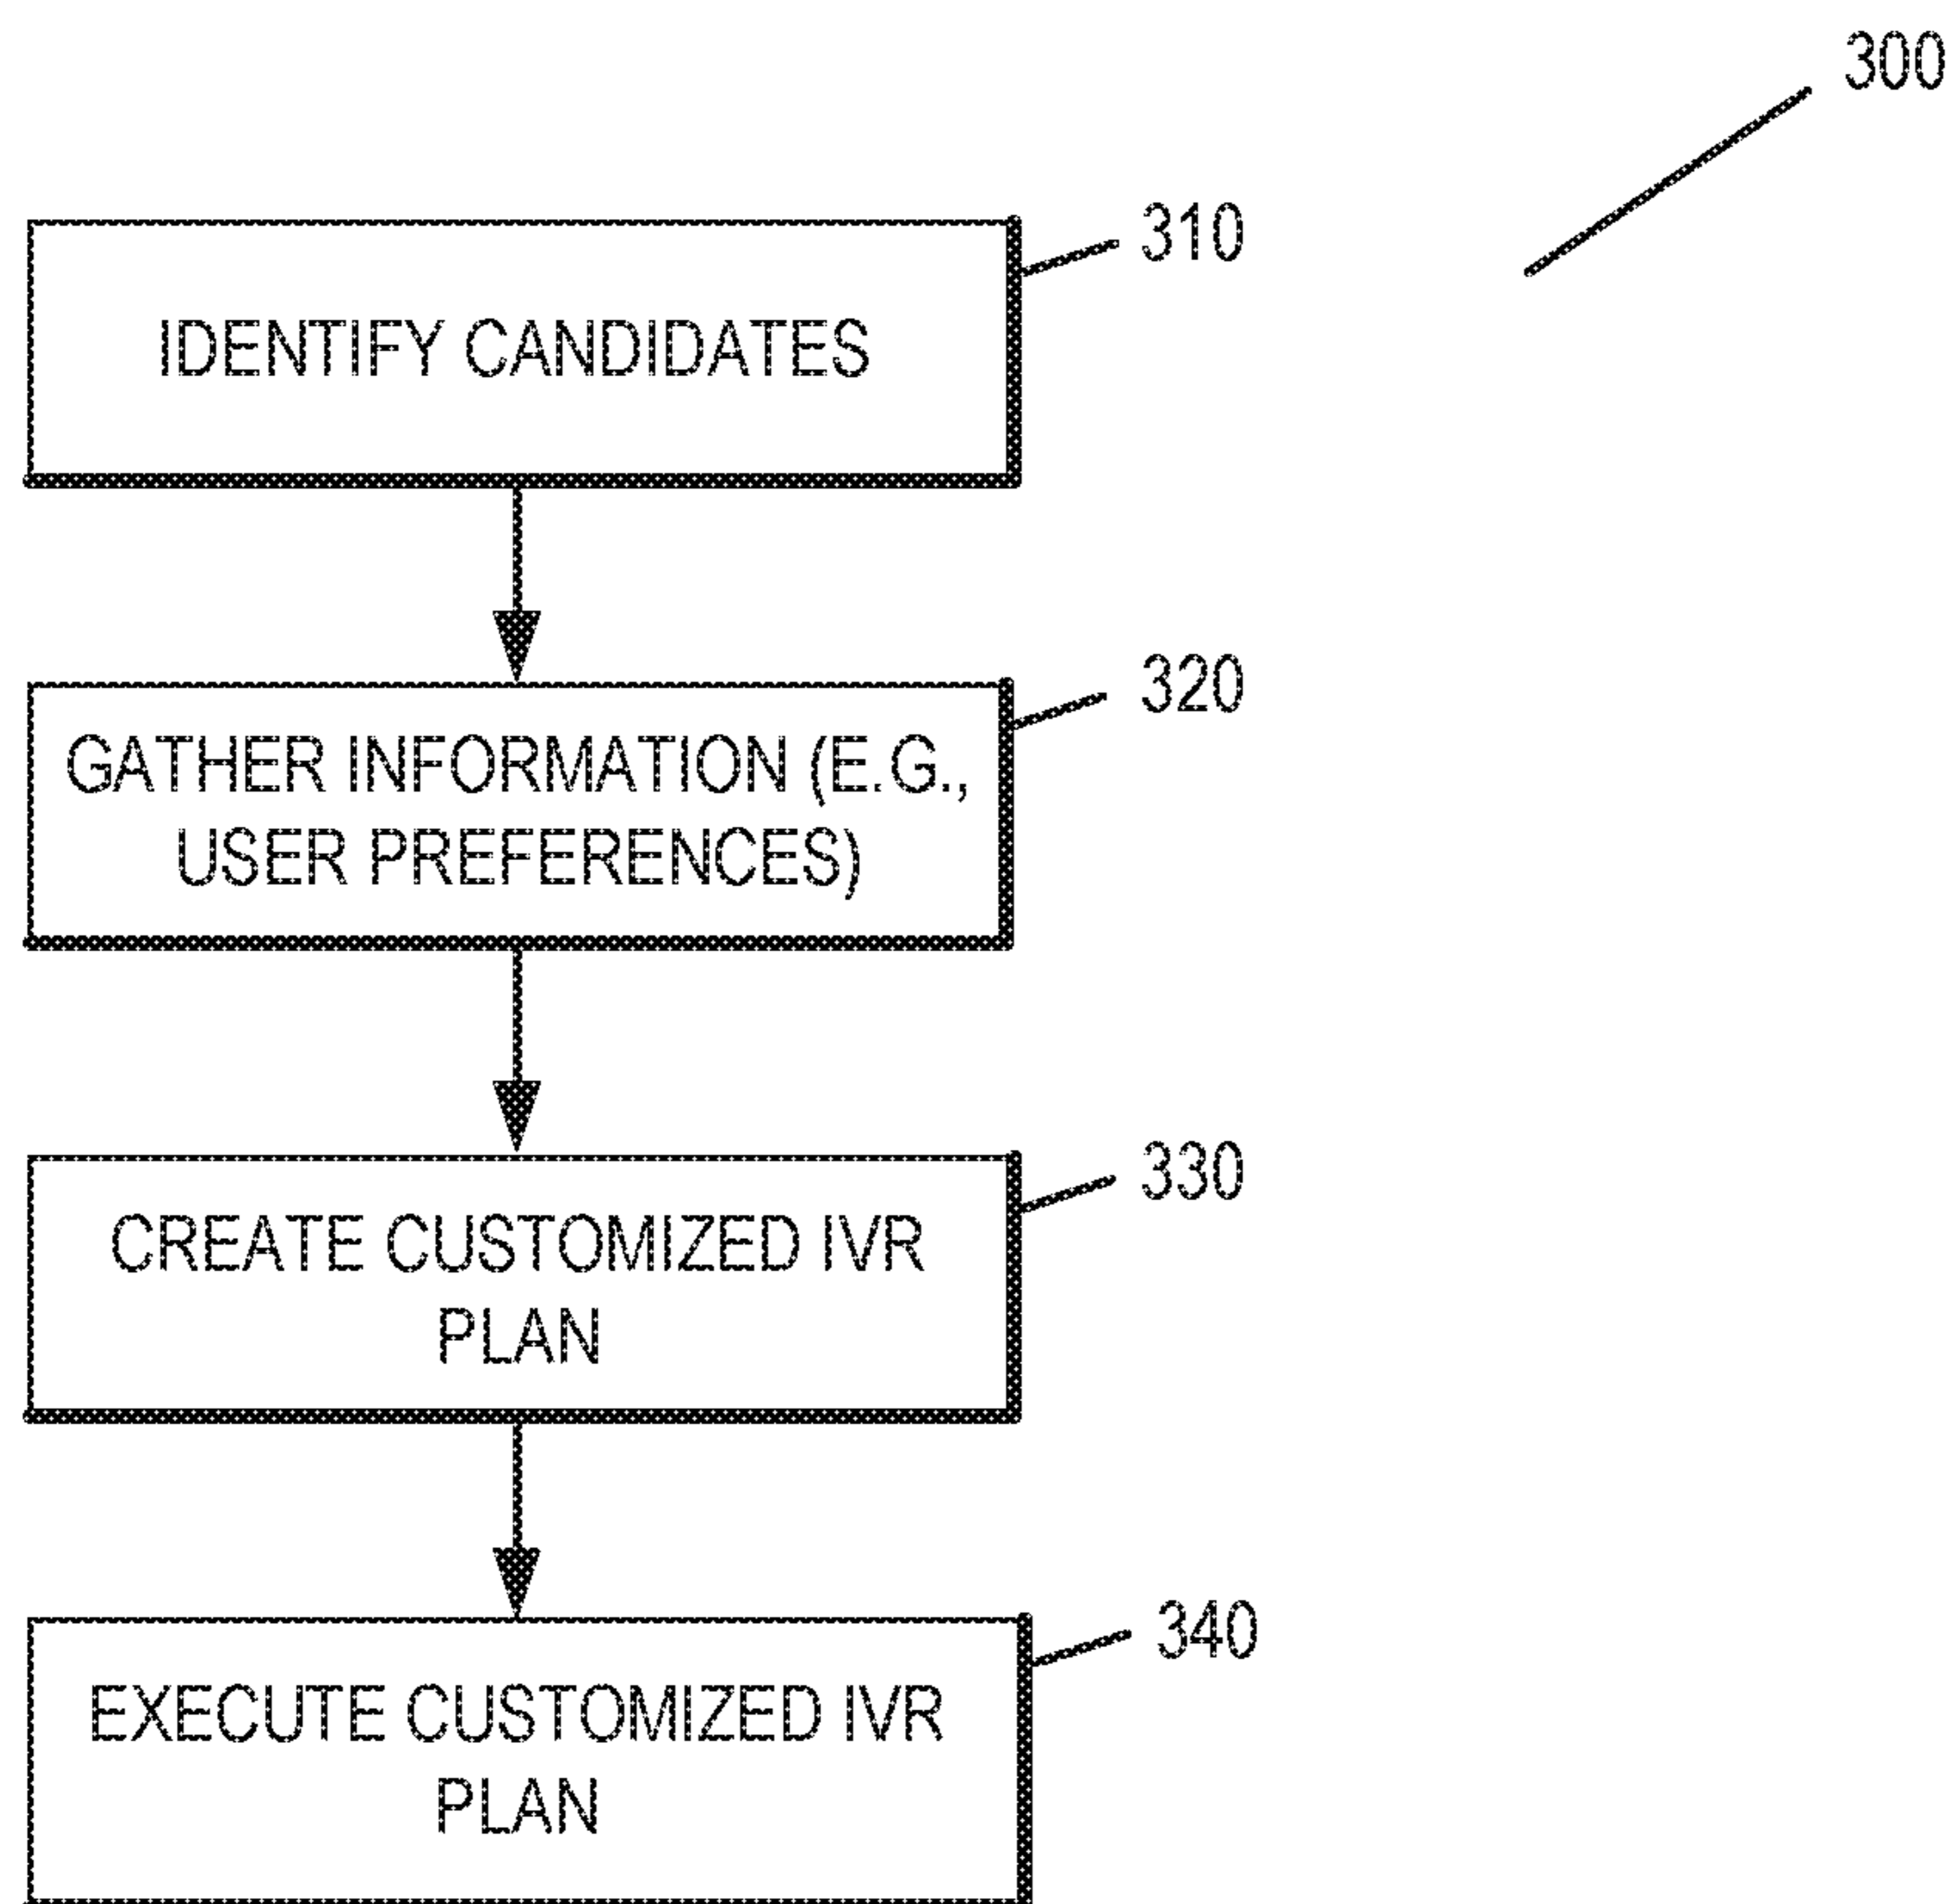 300
310
IDENTIFY CANDIDATES
320
GATHER INFORMATION (E.G.,
USER PREFERENCES)
330
CREATE CUSTOMIZED IVR
PLAN
340
EXECUTE CUSTOMIZED IVR
PLAN